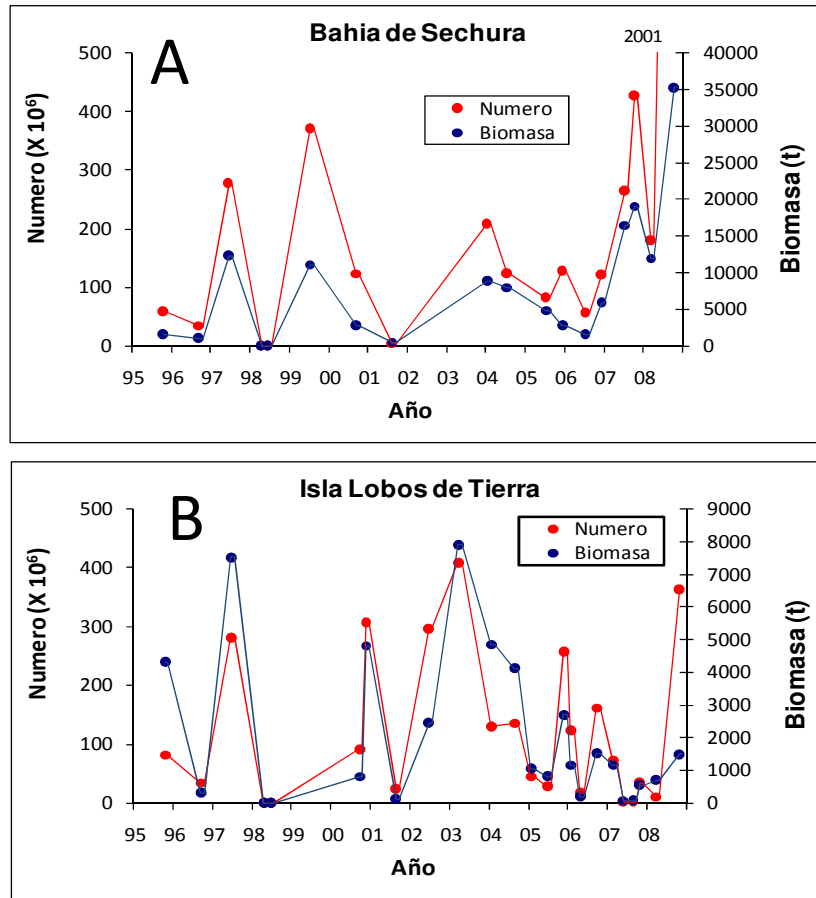 Bahia de Sechura
A
2001
500
400
300
200
100
0
Numero (X 10⁶)
40000
35000
30000
25000
20000
15000
10000
5000
0
Biomasa (t)
Numero
Biomasa
95 96 97 98 99 00 01 02 03 04 05 06 07 08
Año
Isla Lobos de Tierra
B
500
400
300
200
100
0
Numero (X 10⁶)
9000
8000
7000
6000
5000
4000
3000
2000
1000
0
Biomasa (t)
Numero
Biomasa
95 96 97 98 99 00 01 02 03 04 05 06 07 08
Año